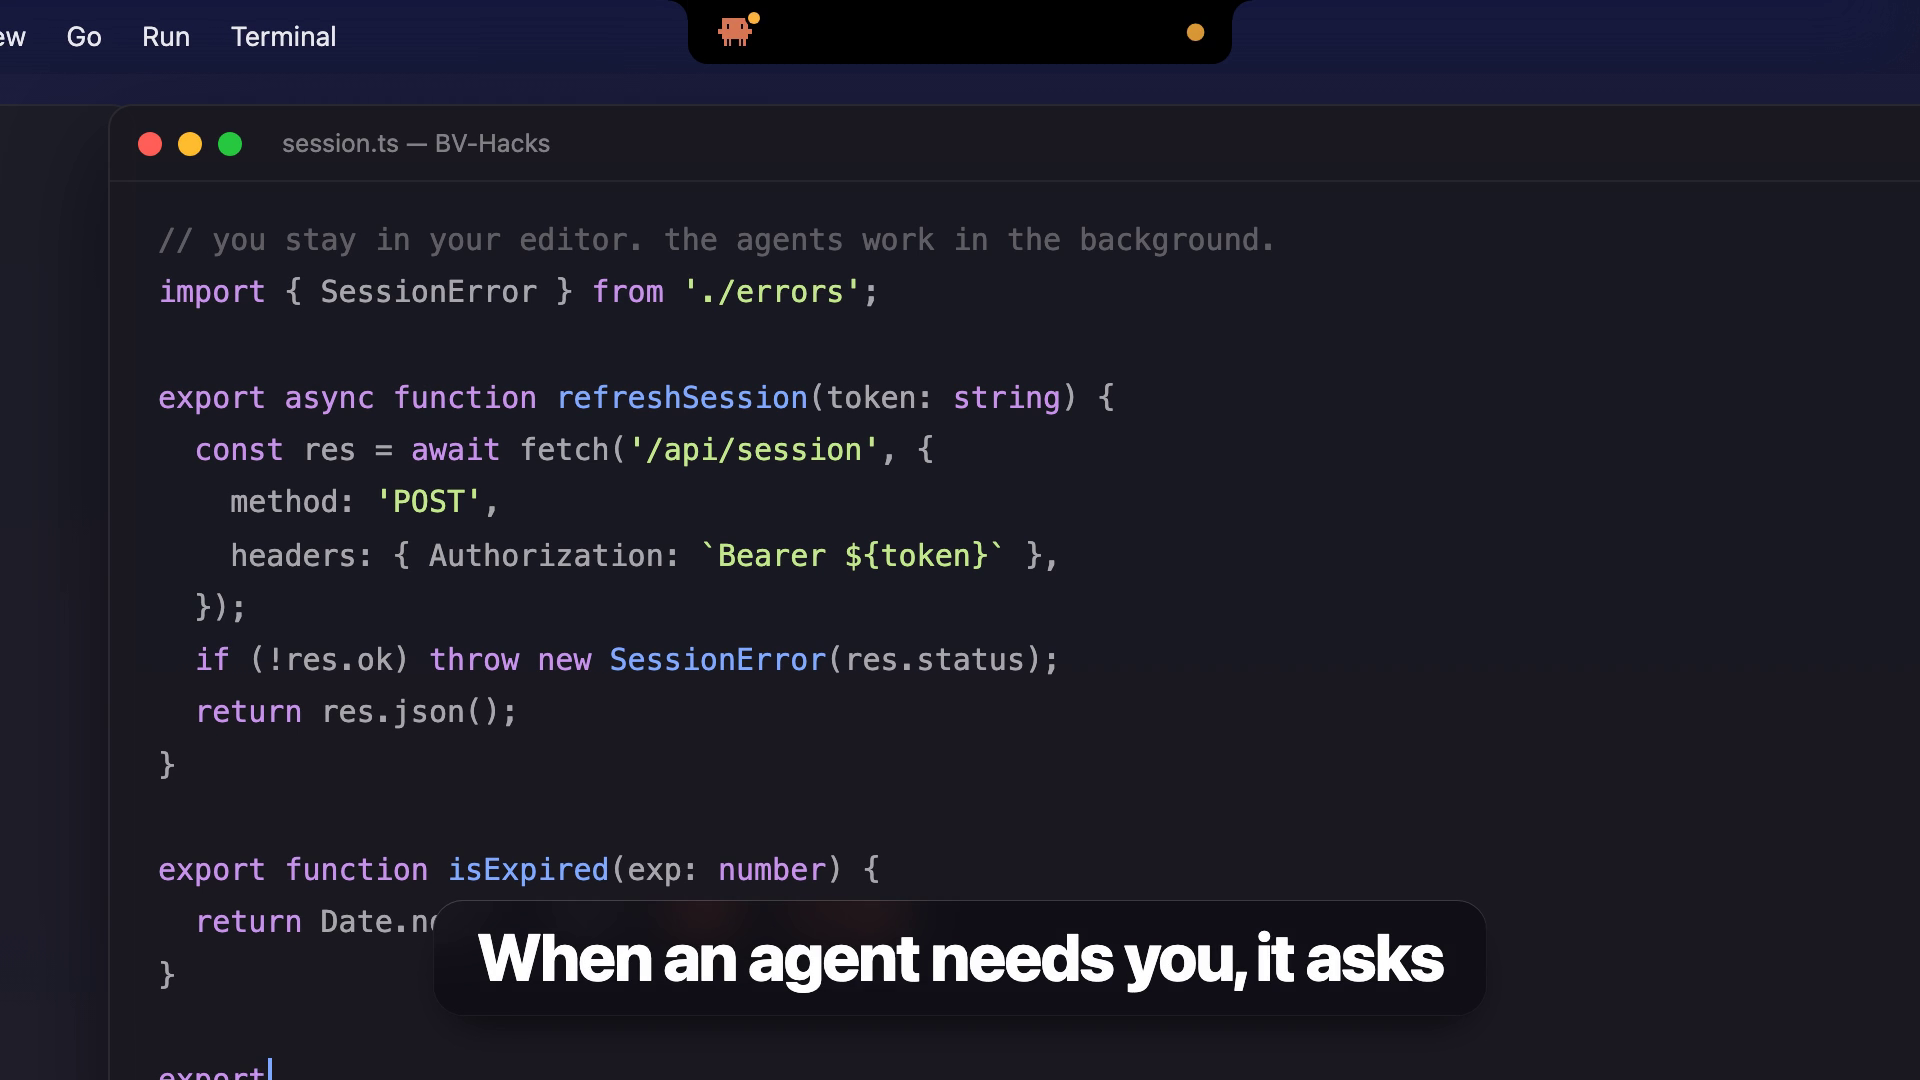 Go Run Terminal
session.ts — BV-Hacks
// you stay in your editor. the agents work in the background.
import { SessionError } from './errors';
export async function refreshSession(token: string) {
  const res = await fetch('/api/session', {
    method: 'POST',
    headers: { Authorization: `Bearer ${token}` },
  });
  if (!res.ok) throw new SessionError(res.status);
  return res.json();
}
export function isExpired(exp: number) {
  return Date.
}
When an agent needs you, it asks
export